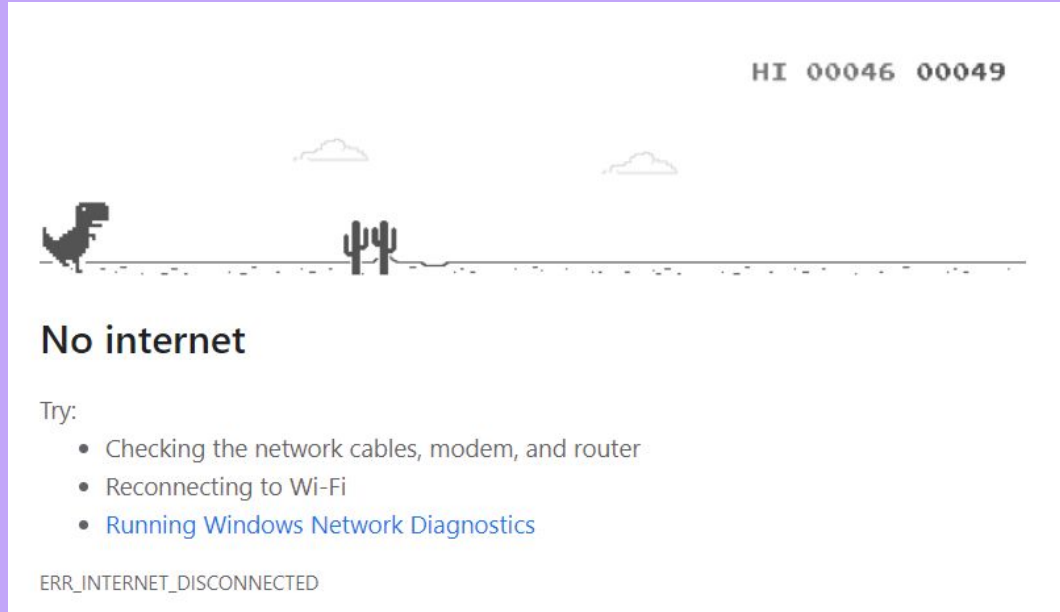 HI 00046 00049
No internet
Try:
• Checking the network cables, modem, and router
• Reconnecting to Wi-Fi
• Running Windows Network Diagnostics
ERR_INTERNET_DISCONNECTED